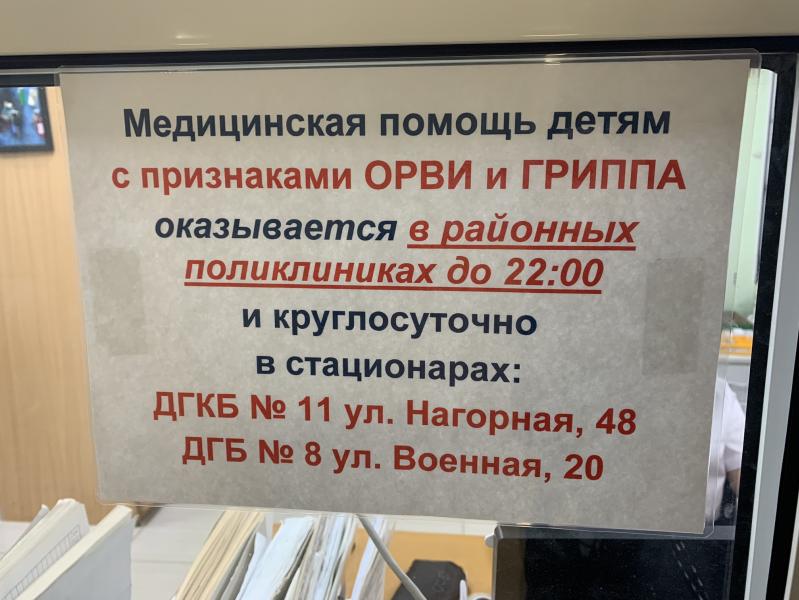 Медицинская помощь детям
с признаками ОРВИ и ГРИППА
оказывается в районных
поликлиниках до 22:00
и круглосуточно
в стационарах:
ДГКБ № 11 ул. Нагорная, 48
ДГБ № 8 ул. Военная, 20